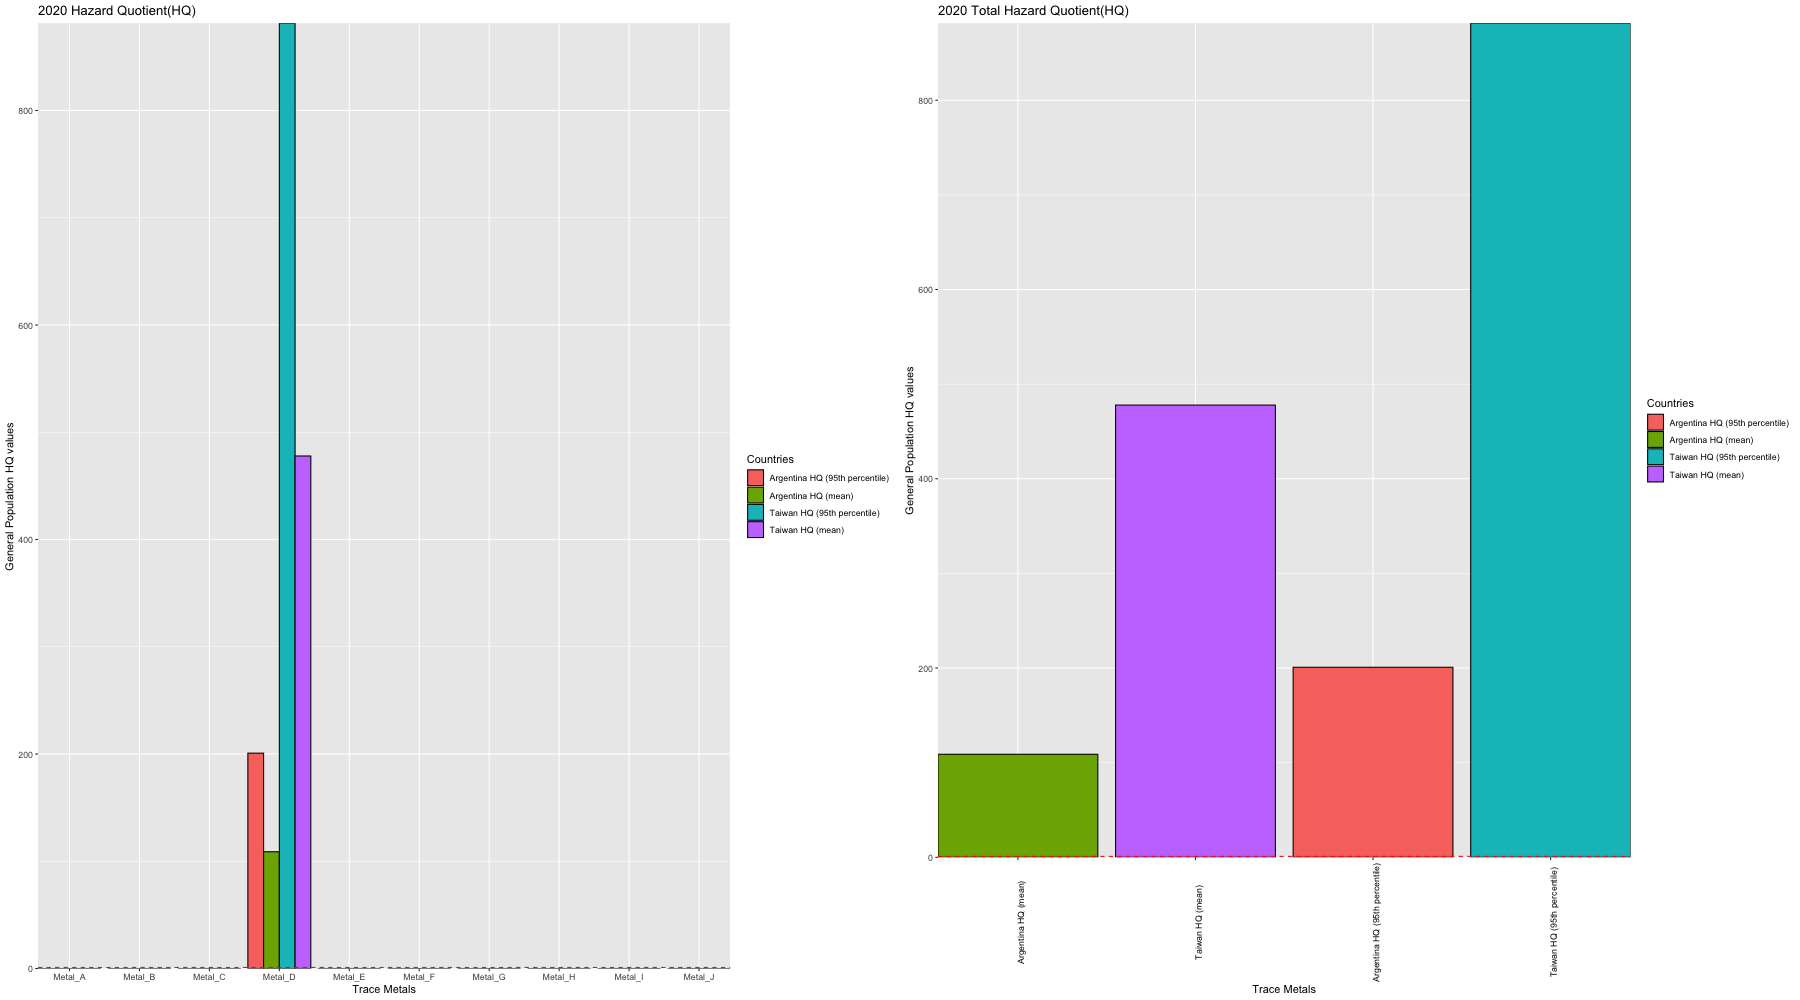 2020 Hazard Quotient(HQ)
General Population HQ values
800
600
400
200
0
Metal_A Metal_B Metal_C Metal_D Metal_E Metal_F Metal_G Metal_H Metal_I Metal_J
Trace Metals
Countries
Argentina HQ (95th percentile)
Argentina HQ (mean)
Taiwan HQ (95th percentile)
Taiwan HQ (mean)
2020 Total Hazard Quotient(HQ)
General Population HQ values
800
600
400
200
0
Argentina HQ (mean)
Taiwan HQ (mean)
Argentina HQ (95th percentile)
Taiwan HQ (95th percentile)
Trace Metals
Countries
Argentina HQ (95th percentile)
Argentina HQ (mean)
Taiwan HQ (95th percentile)
Taiwan HQ (mean)